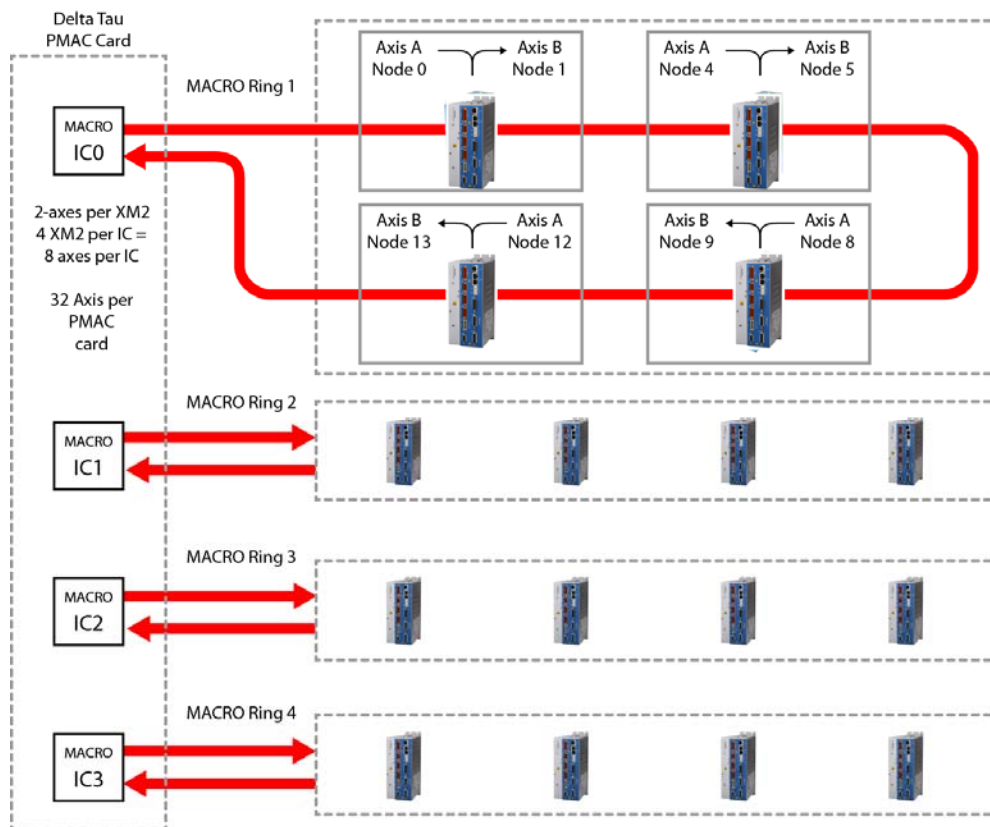 Delta Tau
PMAC Card
MACRO Ring 1
MACRO
IC0
2-axes per XM2
4 XM2 per IC =
8 axes per IC
32 Axis per
PMAC
card
Axis A
Node 0
Axis B
Node 1
Axis A
Node 4
Axis B
Node 5
Axis B
Node 13
Axis A
Node 12
Axis B
Node 9
Axis A
Node 8
MACRO Ring 2
MACRO
IC1
MACRO Ring 3
MACRO
IC2
MACRO Ring 4
MACRO
IC3